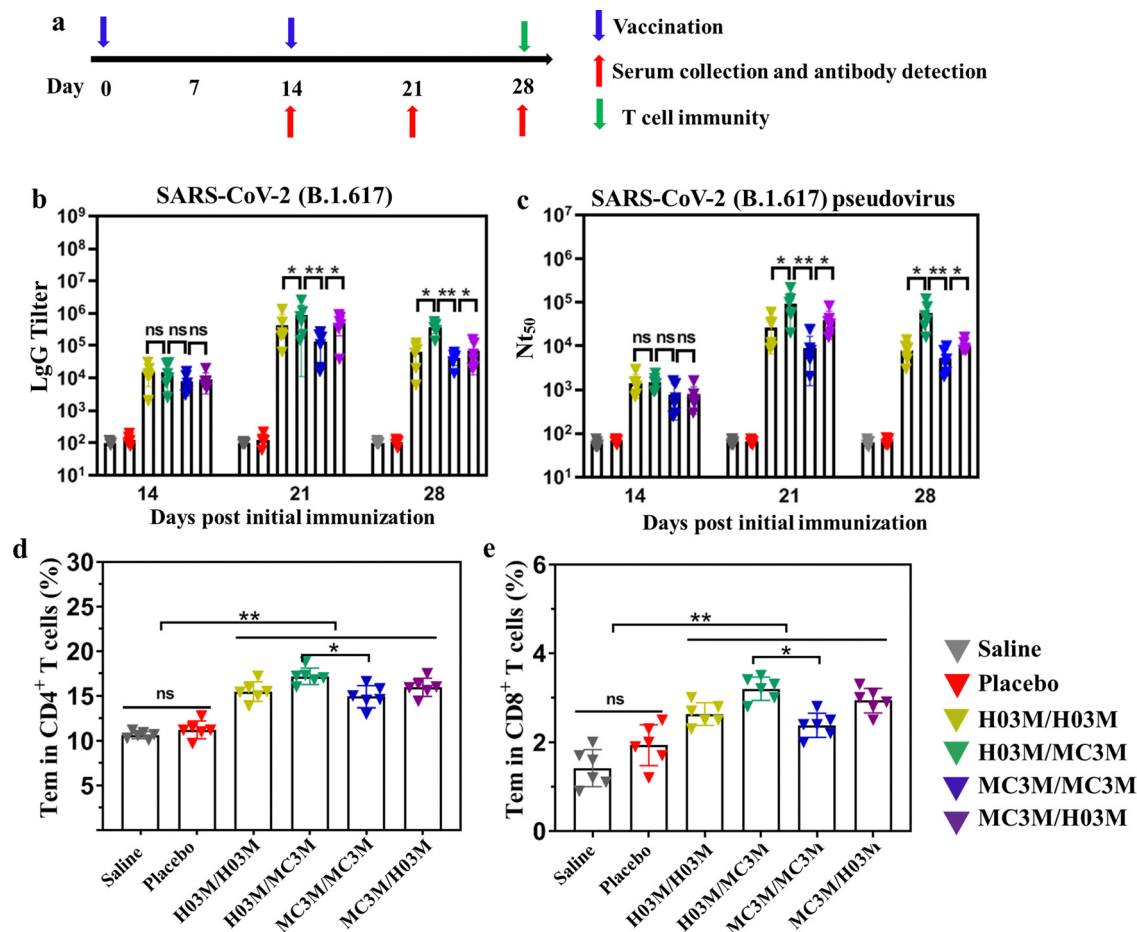 a
Vaccination
Day 0 7 14 21 28
Serum collection and antibody detection
T cell immunity
b SARS-CoV-2 (B.1.617)
LgG Tilter
10⁹
10⁸
10⁷
10⁶
10⁵
10⁴
10³
10²
10¹
ns ns ns
* ** *
* ** *
14 21 28
Days post initial immunization
c SARS-CoV-2 (B.1.617) pseudovirus
Nt₅₀
10⁷
10⁶
10⁵
10⁴
10³
10²
10¹
ns ns ns
* ** *
* ** *
14 21 28
Days post initial immunization
d
Tem in CD4⁺ T cells (%)
30
25
20
15
10
5
**
*
ns
Saline
Placebo
H03M/H03M
H03M/MC3M
MC3M/MC3M
MC3M/H03M
e
Tem in CD8⁺ T cells (%)
6
4
2
0
**
*
ns
Saline
Placebo
H03M/H03M
H03M/MC3M
MC3M/MC3M
MC3M/H03M
Saline
Placebo
H03M/H03M
H03M/MC3M
MC3M/MC3M
MC3M/H03M